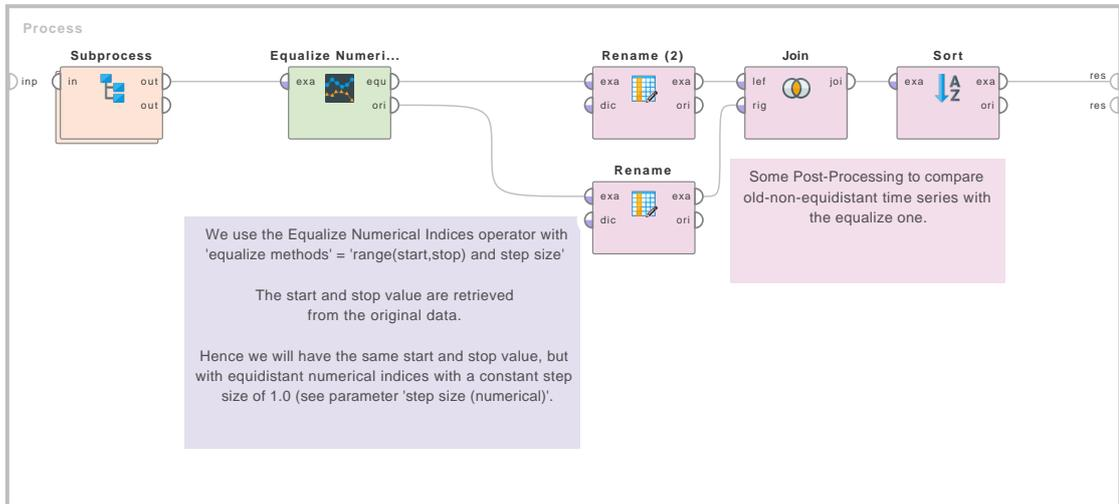 Process
Subprocess
Equalize Numeri...
Rename (2)
Join
Sort
inp
in
out
out
exa
equ
ori
exa
exa
dic
ori
lef
joi
rig
exa
exa
ori
res
res
Rename
exa
exa
dic
ori
Some Post-Processing to compare
old-non-equidistant time series with
the equalize one.
We use the Equalize Numerical Indices operator with
'equalize methods' = 'range(start,stop) and step size'
The start and stop value are retrieved
from the original data.
Hence we will have the same start and stop value, but
with equidistant numerical indices with a constant step
size of 1.0 (see parameter 'step size (numerical)'.